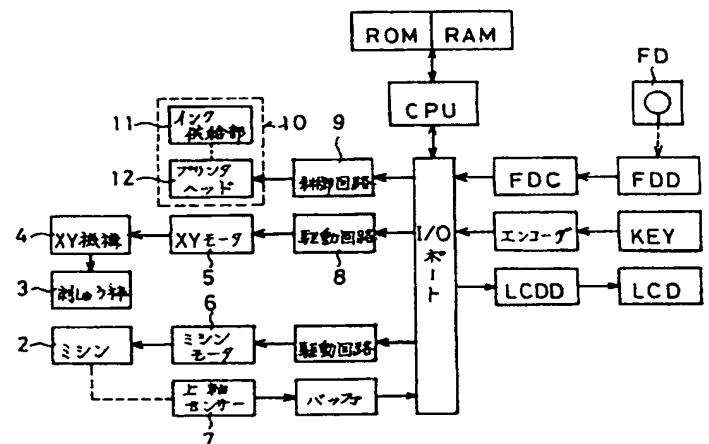 ROM RAM
CPU
FD
11 インク供給部 10
12 プリンタヘッド
9
制御回路
FDC
FDD
4 XY機構
XYモータ
5
駆動回路
8
I/Oポート
エンコーダ
KEY
3 刺しゅう枠
LCDD
LCD
6
2 ミシン
ミシンモータ
駆動回路
上軸センサー
7
バッファ